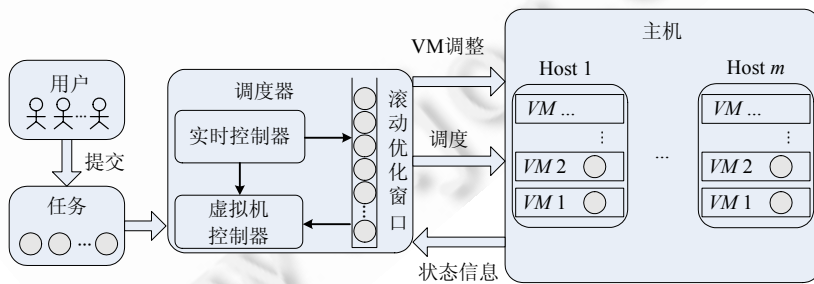 用户
...
提交
任务
...
调度器
实时控制器
虚拟机
控制器
滚动优化窗口
VM调整
调度
状态信息
主机
Host 1
VM ...
VM 2
VM 1
...
Host m
VM ...
VM 2
VM 1